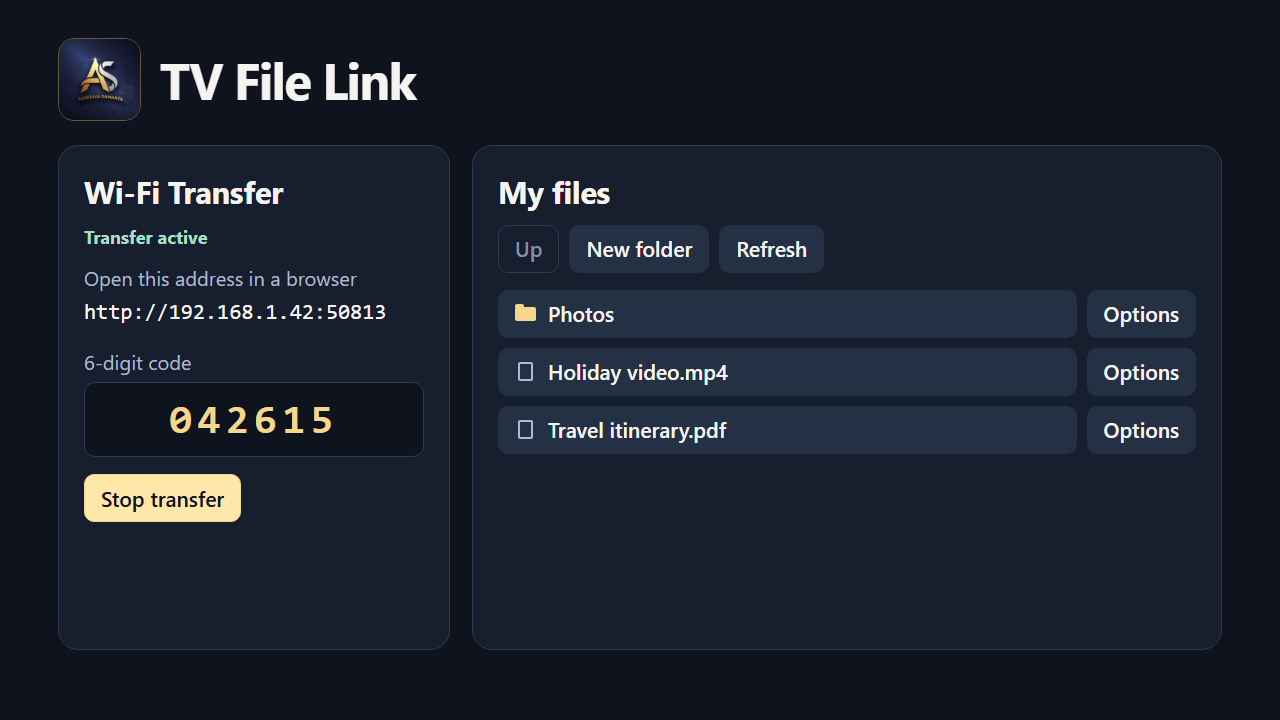 AS
TV File Link
Wi-Fi Transfer
Transfer active
Open this address in a browser
http://192.168.1.42:50813
6-digit code
042615
Stop transfer
My files
Up New folder Refresh
Photos Options
Holiday video.mp4 Options
Travel itinerary.pdf Options